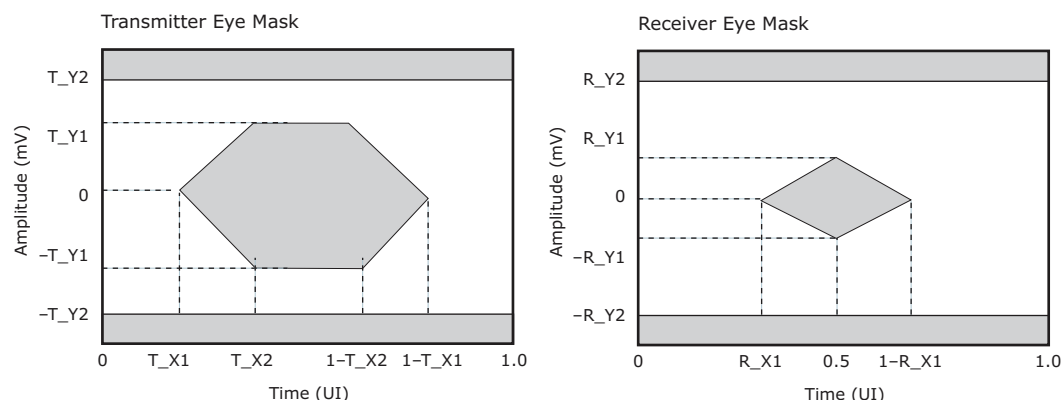 Transmitter Eye Mask
T_Y2
T_Y1
0
–T_Y1
–T_Y2
Amplitude (mV)
0
T_X1
T_X2
1–T_X2
1–T_X1
1.0
Time (UI)
Receiver Eye Mask
R_Y2
R_Y1
0
–R_Y1
–R_Y2
Amplitude (mV)
0
R_X1
0.5
1–R_X1
1.0
Time (UI)